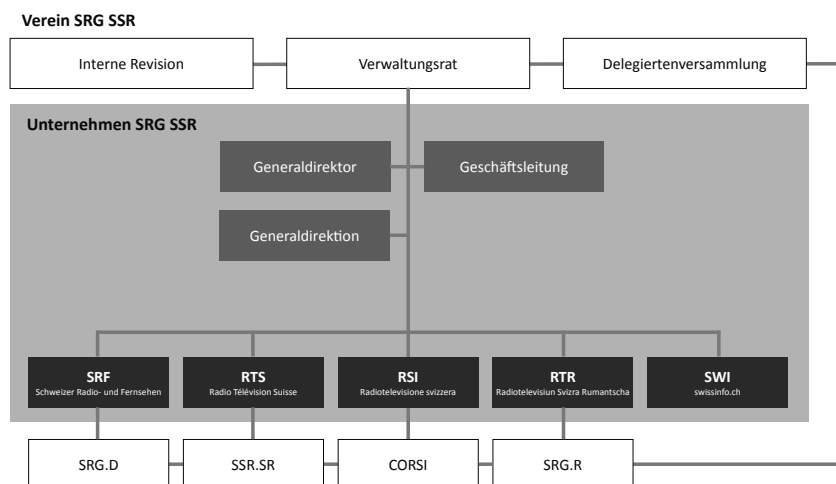 Verein SRG SSR
Interne Revision
Verwaltungsrat
Delegiertenversammlung
Unternehmen SRG SSR
Generaldirektor
Geschäftsleitung
Generaldirektion
SRF
Schweizer Radio- und Fernsehen
RTS
Radio Télévision Suisse
RSI
Radiotelevisione svizzera
RTR
Radiotelevisiun Svizra Rumantscha
SWI
swissinfo.ch
SRG.D
SSR.SR
CORSI
SRG.R